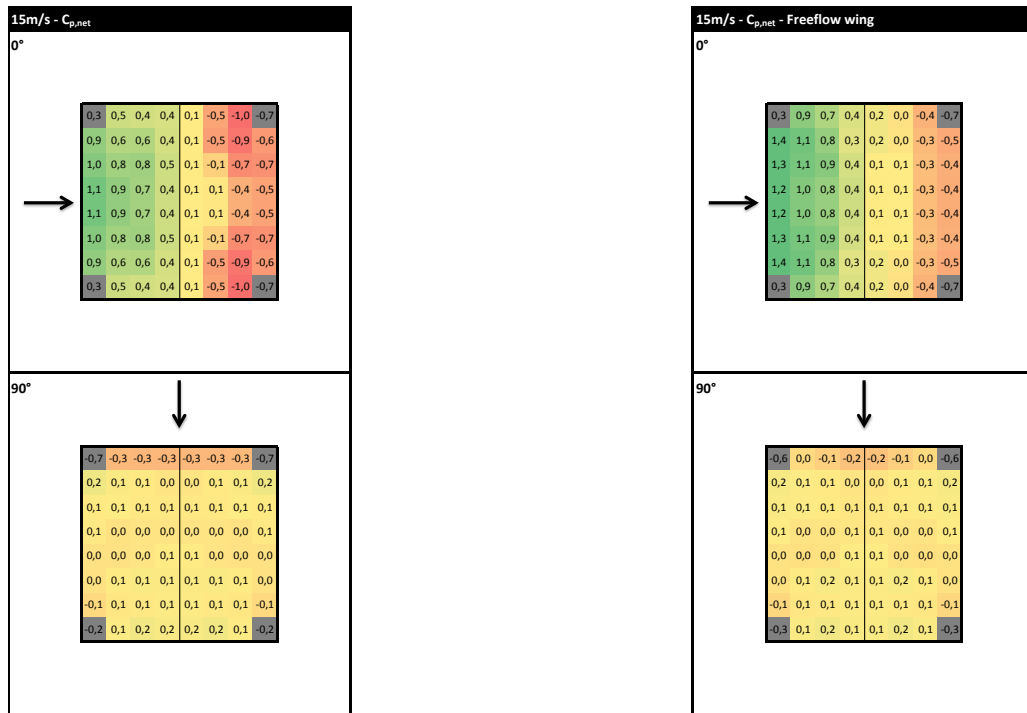 15m/s - Cp,net
0°
0,3 0,5 0,4 0,4 0,1 -0,5 -1,0 -0,7
0,9 0,6 0,6 0,4 0,1 -0,5 -0,9 -0,6
1,0 0,8 0,8 0,5 0,1 -0,1 -0,7 -0,7
1,1 0,9 0,7 0,4 0,1 0,1 -0,4 -0,5
1,1 0,9 0,7 0,4 0,1 0,1 -0,4 -0,5
1,0 0,8 0,8 0,5 0,1 -0,1 -0,7 -0,7
0,9 0,6 0,6 0,4 0,1 -0,5 -0,9 -0,6
0,3 0,5 0,4 0,4 0,1 -0,5 -1,0 -0,7
90°
-0,7 -0,3 -0,3 -0,3 -0,3 -0,3 -0,3 -0,7
0,2 0,1 0,1 0,0 0,0 0,1 0,1 0,2
0,1 0,1 0,1 0,1 0,1 0,1 0,1 0,1
0,1 0,0 0,0 0,0 0,0 0,0 0,0 0,1
0,0 0,0 0,0 0,1 0,1 0,0 0,0 0,0
0,0 0,1 0,1 0,1 0,1 0,1 0,1 0,0
-0,1 0,1 0,1 0,1 0,1 0,1 0,1 -0,1
-0,2 0,1 0,2 0,2 0,2 0,2 0,1 -0,2
15m/s - Cp,net - Freeflow wing
0°
0,3 0,9 0,7 0,4 0,2 0,0 -0,4 -0,7
1,4 1,1 0,8 0,3 0,2 0,0 -0,3 -0,5
1,3 1,1 0,9 0,4 0,1 0,1 -0,3 -0,4
1,2 1,0 0,8 0,4 0,1 0,1 -0,3 -0,4
1,2 1,0 0,8 0,4 0,1 0,1 -0,3 -0,4
1,3 1,1 0,9 0,4 0,1 0,1 -0,3 -0,4
1,4 1,1 0,8 0,3 0,2 0,0 -0,3 -0,5
0,3 0,9 0,7 0,4 0,2 0,0 -0,4 -0,7
90°
-0,6 0,0 -0,1 -0,2 -0,2 -0,1 0,0 -0,6
0,2 0,1 0,1 0,0 0,0 0,1 0,1 0,2
0,1 0,1 0,1 0,1 0,1 0,1 0,1 0,1
0,1 0,0 0,0 0,1 0,1 0,0 0,0 0,1
0,0 0,0 0,0 0,1 0,1 0,0 0,0 0,0
0,0 0,1 0,2 0,1 0,1 0,2 0,1 0,0
-0,1 0,1 0,1 0,1 0,1 0,1 0,1 -0,1
-0,3 0,1 0,2 0,1 0,1 0,2 0,1 -0,3